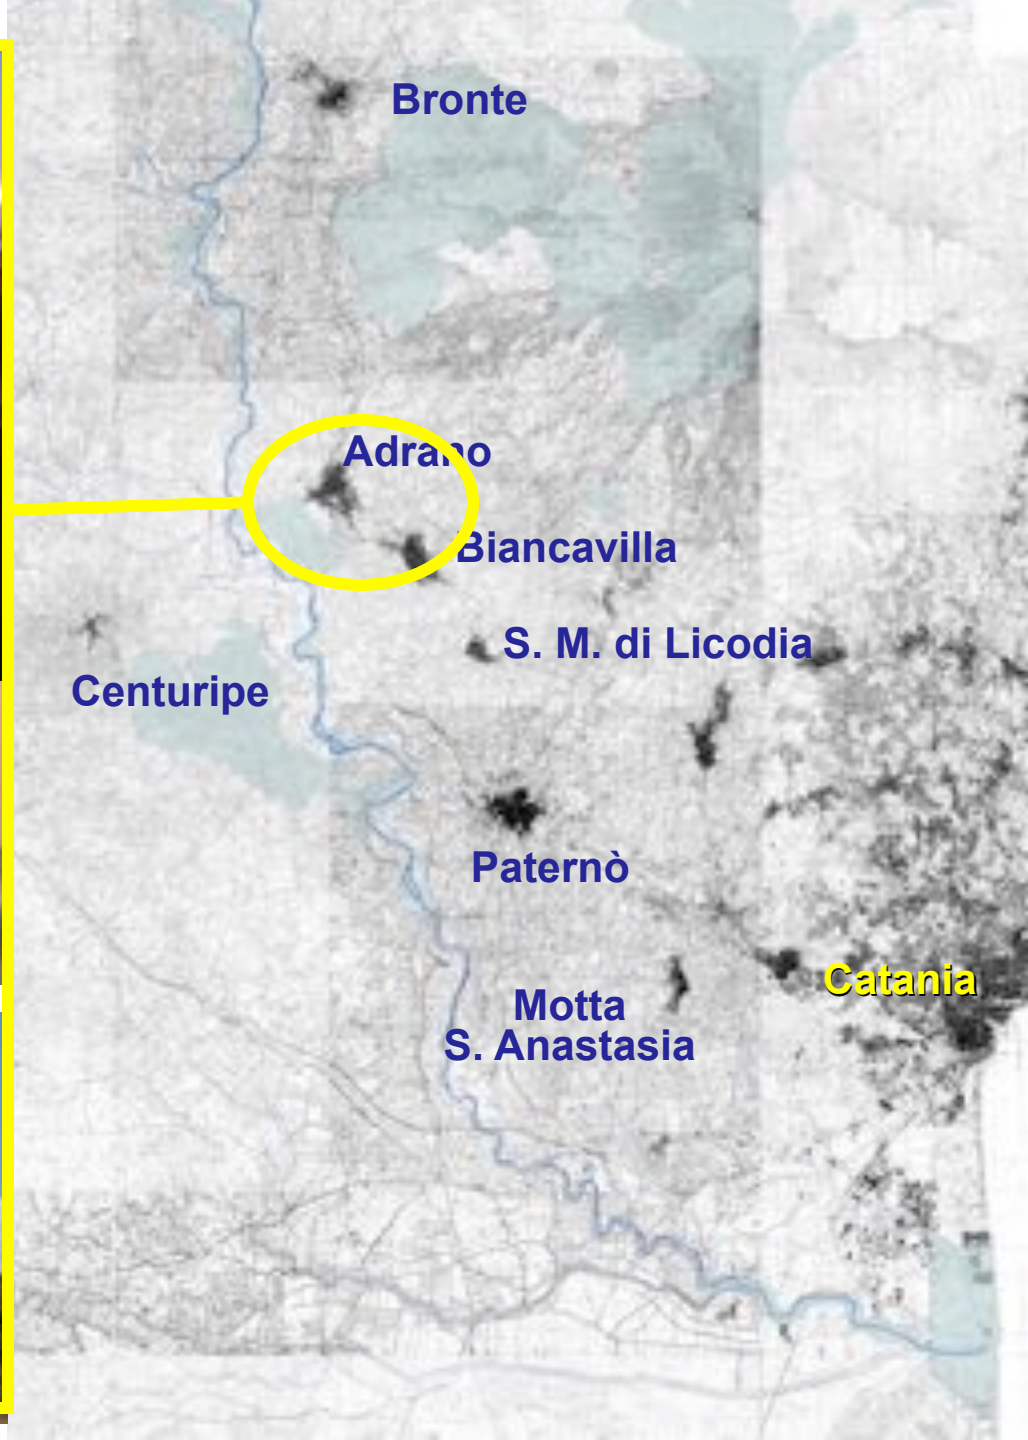 Bronte
Adrano
Biancavilla
S. M. di Licodia
Centuripe
Paternò
Catania
Motta
S. Anastasia